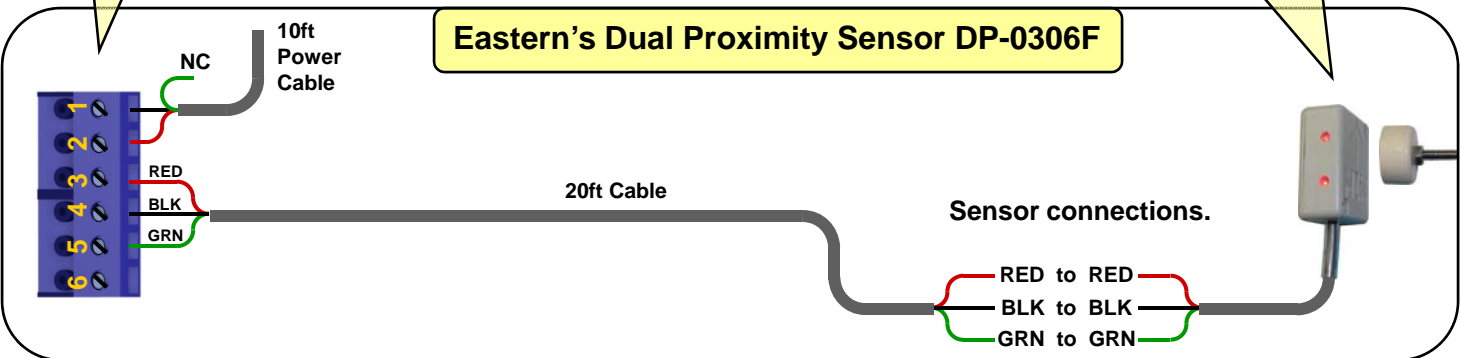 Eastern's Dual Proximity Sensor DP-0306F
10ft
Power
Cable
NC
1
2
3
4
5
6
RED
BLK
GRN
20ft Cable
Sensor connections.
RED to RED
BLK to BLK
GRN to GRN